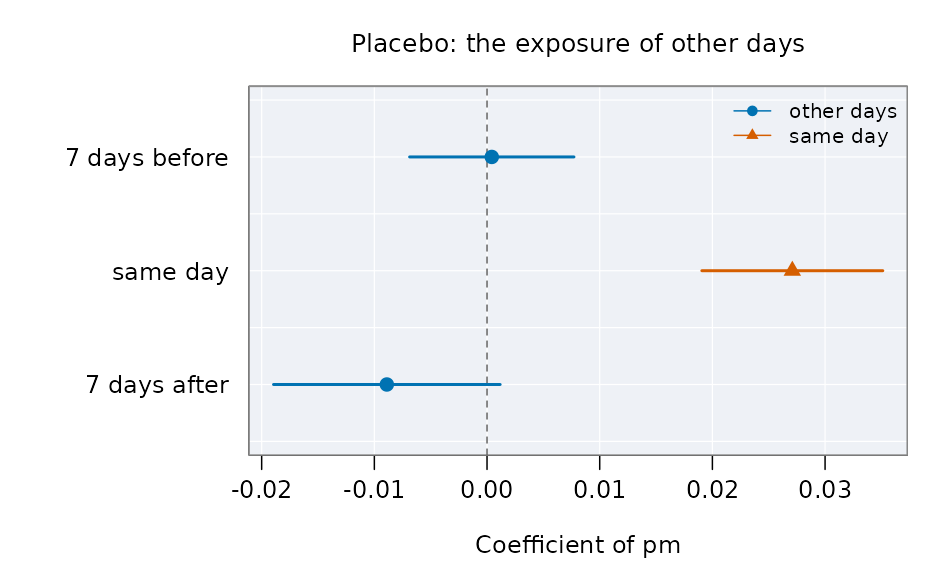 Placebo: the exposure of other days
other days
same day
7 days before
same day
7 days after
-0.02 -0.01 0.00 0.01 0.02 0.03
Coefficient of pm